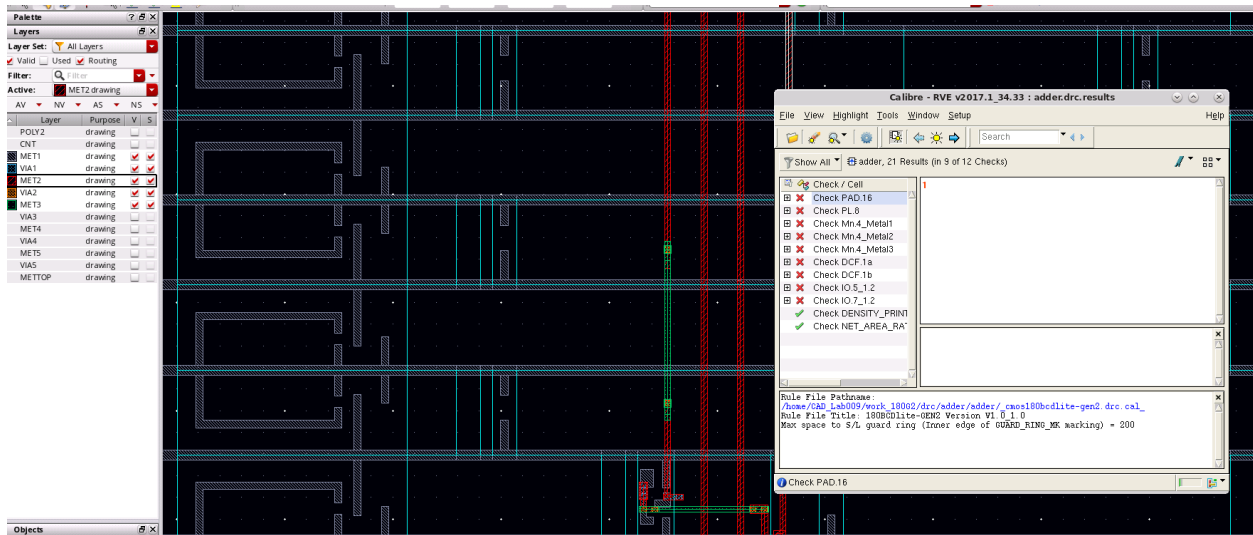 Palette
Layers
Layer Set: All Layers
Valid Used Routing
Filter: Filter
Active: MET2 drawing
AV NV AS NS
Layer Purpose V S
POLY2 drawing
CNT drawing
MET1 drawing
VIA1 drawing
MET2 drawing
VIA2 drawing
MET3 drawing
VIA3 drawing
MET4 drawing
VIA4 drawing
MET5 drawing
VIA5 drawing
METTOP drawing
Objects
Calibre - RVE v2017.1_34.33 : adder.drc.results
File View Highlight Tools Window Setup Help
Search
Show All adder, 21 Results (in 9 of 12 Checks)
Check / Cell
Check PAD.16
Check PL.8
Check Mn.4_Metal1
Check Mn.4_Metal2
Check Mn.4_Metal3
Check DCF.1a
Check DCF.1b
Check IO.5_1.2
Check IO.7_1.2
Check DENSITY_PRINT
Check NET_AREA_RA
1
Rule File Pathname:
/home/CAD_Lab009/work_18002/drc/adder/adder/_cmos180bcdlite-gen2.drc.cal_
Rule File Title: 180BCDlite-GEN2 Version V1.0_1.0
Max space to S/L guard ring (Inner edge of GUARD_RING_MK marking) = 200
Check PAD.16